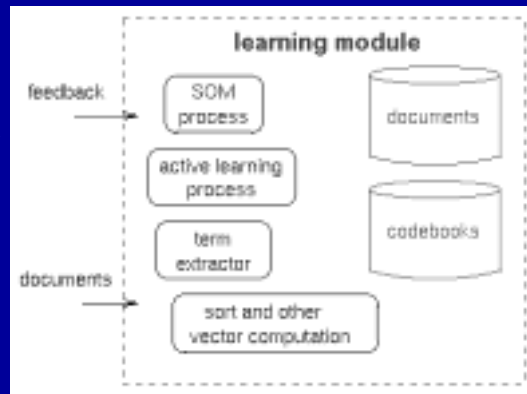 learning module
feedback
SOM
process
documents
active learning
process
codebooks
term
extractor
documents
sort and other
vector computation